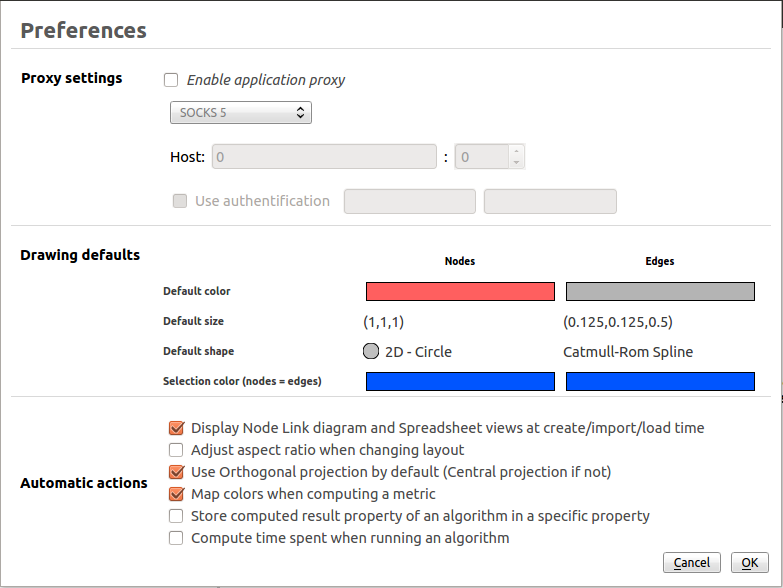 Preferences
Proxy settings
Enable application proxy
SOCKS 5
Host: 0 : 0
Use authentification
Drawing defaults
Nodes Edges
Default color
Default size (1,1,1) (0.125,0.125,0.5)
Default shape 2D - Circle Catmull-Rom Spline
Selection color (nodes = edges)
Automatic actions
Display Node Link diagram and Spreadsheet views at create/import/load time
Adjust aspect ratio when changing layout
Use Orthogonal projection by default (Central projection if not)
Map colors when computing a metric
Store computed result property of an algorithm in a specific property
Compute time spent when running an algorithm
Cancel OK